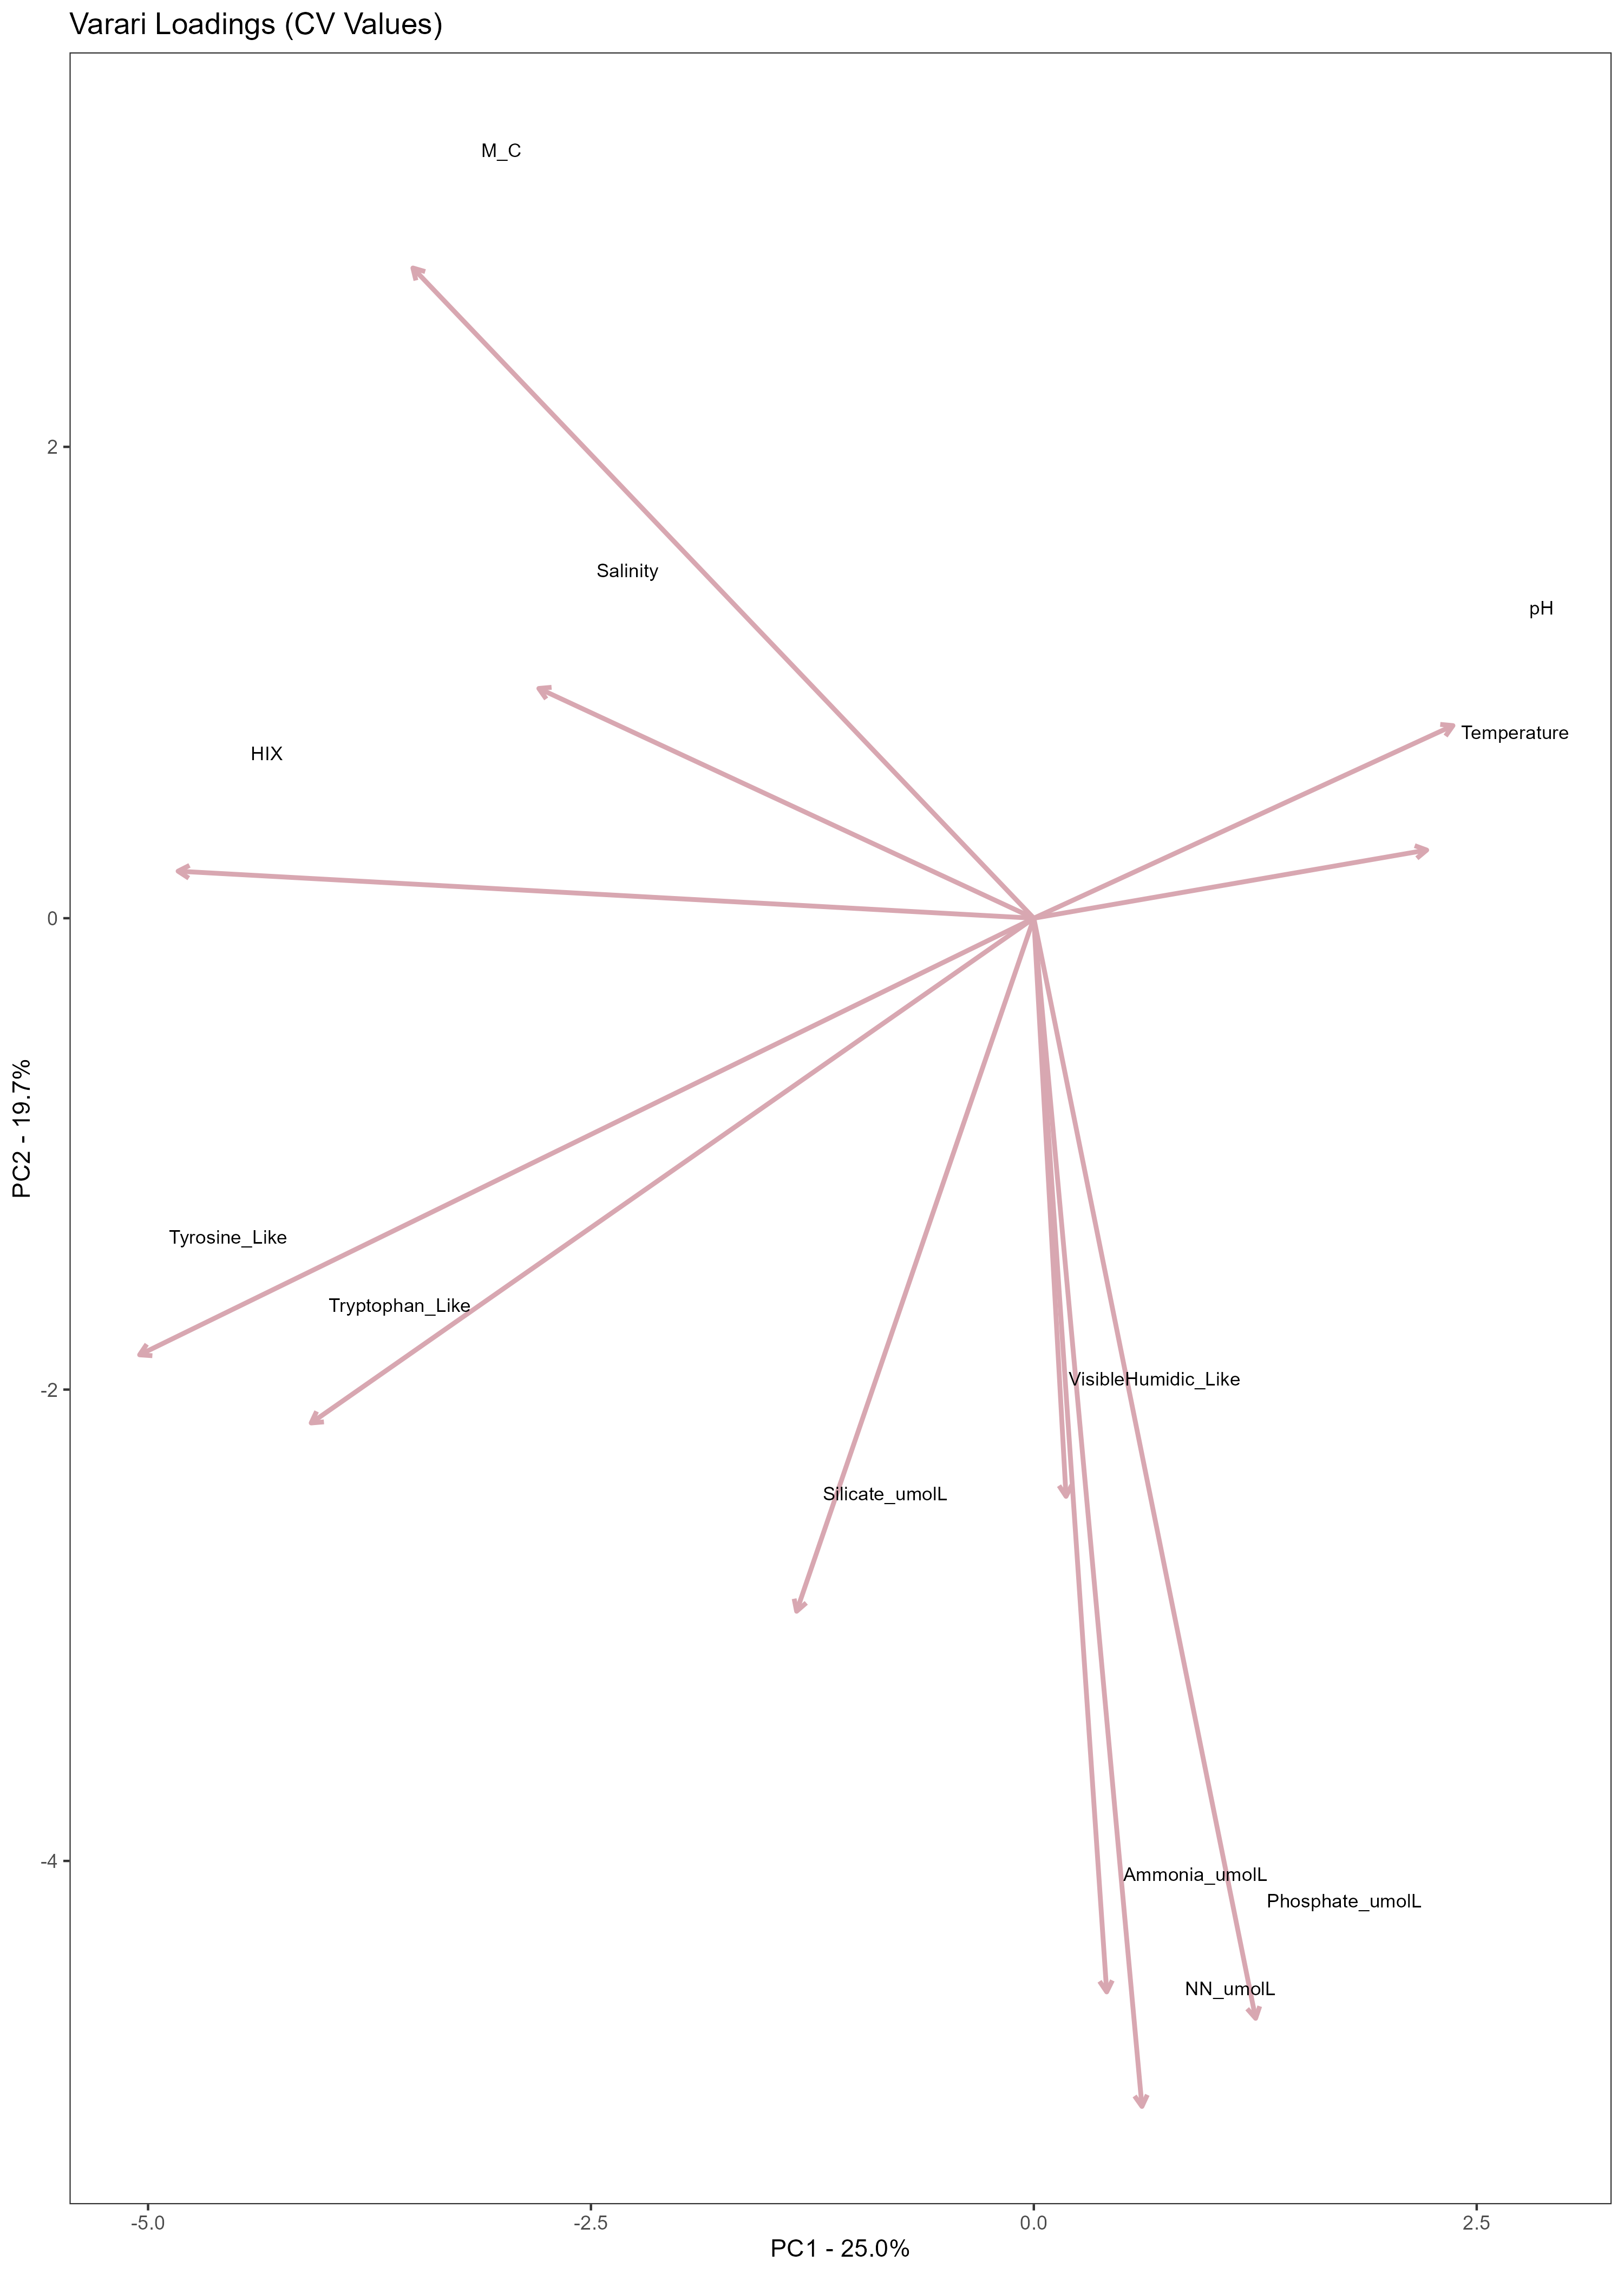 Varari Loadings (CV Values)
M_C
2
Salinity
pH
Temperature
HIX
0
PC2 - 19.7%
Tyrosine_Like
Tryptophan_Like
VisibleHumidic_Like
-2
Silicate_umolL
-4
Ammonia_umolL
Phosphate_umolL
NN_umolL
-5.0
-2.5
0.0
2.5
PC1 - 25.0%